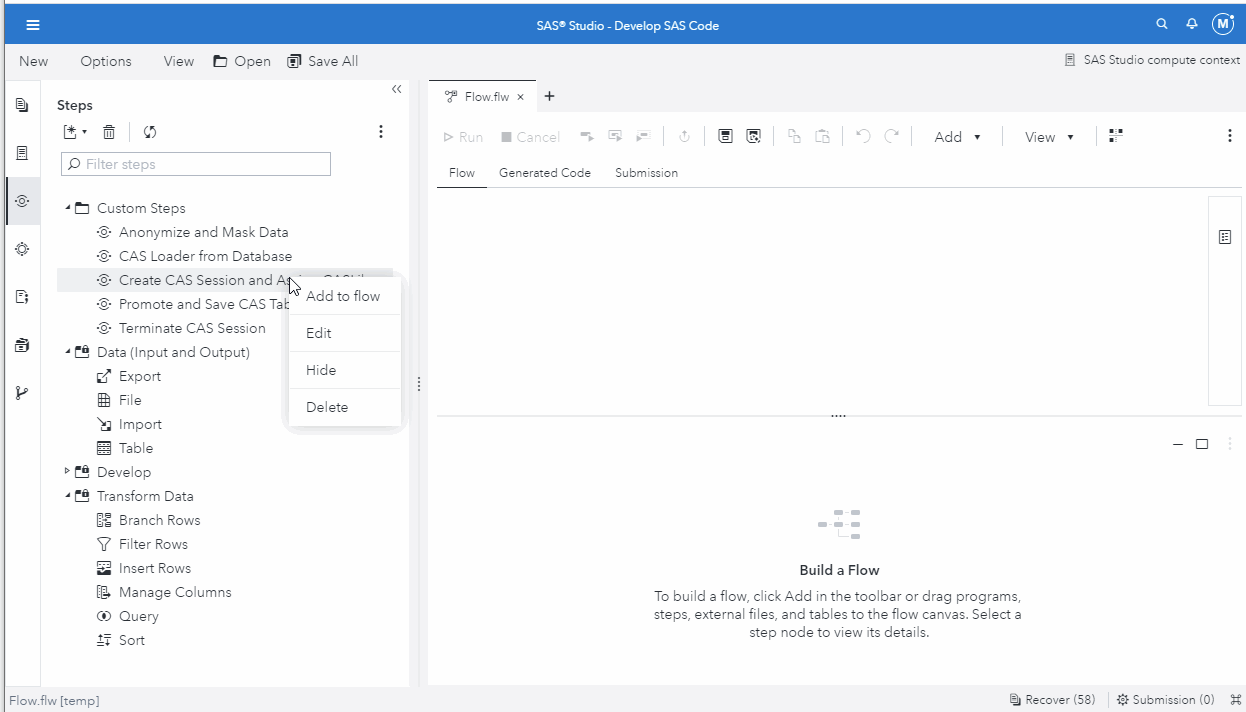 SAS® Studio - Develop SAS Code
M
New Options View Open Save All
SAS Studio compute context
Steps
Filter steps
Custom Steps
Anonymize and Mask Data
CAS Loader from Database
Create CAS Session and
Promote and Save CAS
Terminate CAS Session
Data (Input and Output)
Export
File
Import
Table
Develop
Transform Data
Branch Rows
Filter Rows
Insert Rows
Manage Columns
Query
Sort
Add to flow
Edit
Hide
Delete
Flow.flw
Run Cancel Add View
Flow Generated Code Submission
Build a Flow
To build a flow, click Add in the toolbar or drag programs,
steps, external files, and tables to the flow canvas. Select a
step node to view its details.
Flow.flw [temp]
Recover (58) Submission (0)